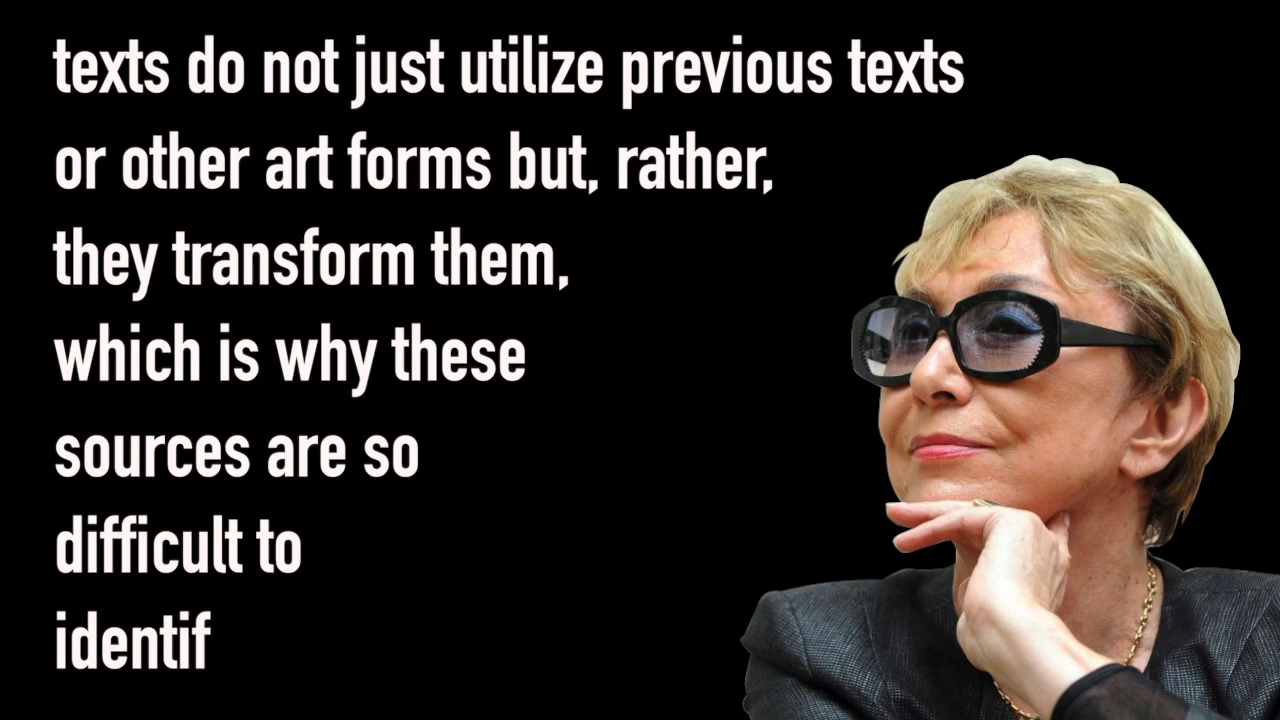 texts do not just utilize previous texts
or other art forms but, rather,
they transform them,
which is why these
sources are so
difficult to
identif